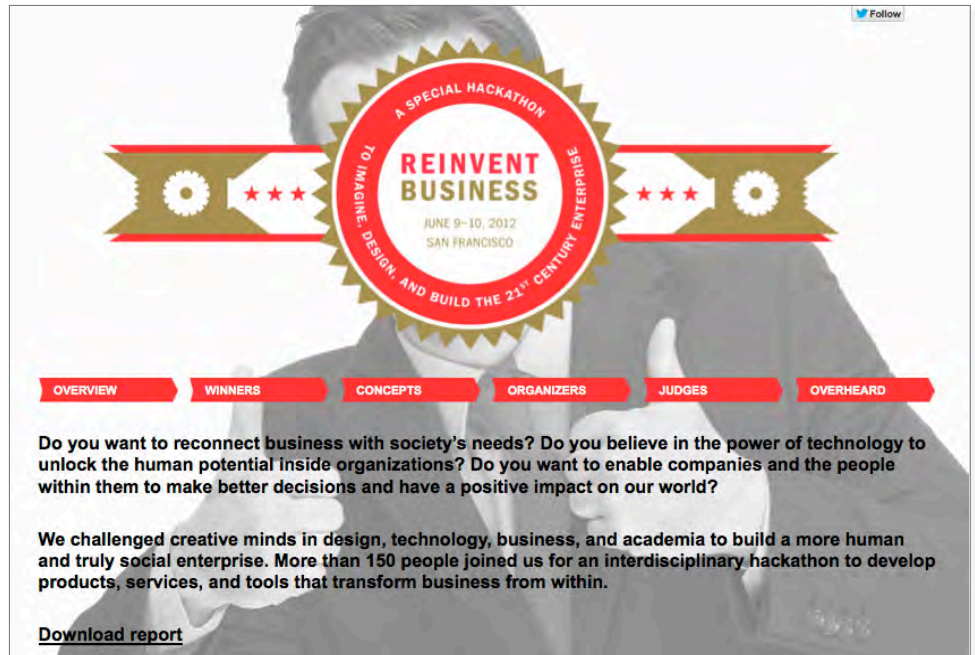 Follow
A SPECIAL HACKATHON
TO IMAGINE, DESIGN, AND BUILD THE 21ST CENTURY ENTERPRISE
REINVENT
BUSINESS
JUNE 9–10, 2012
SAN FRANCISCO
OVERVIEW
WINNERS
CONCEPTS
ORGANIZERS
JUDGES
OVERHEARD
Do you want to reconnect business with society's needs? Do you believe in the power of technology to
unlock the human potential inside organizations? Do you want to enable companies and the people
within them to make better decisions and have a positive impact on our world?
We challenged creative minds in design, technology, business, and academia to build a more human
and truly social enterprise. More than 150 people joined us for an interdisciplinary hackathon to develop
products, services, and tools that transform business from within.
Download report